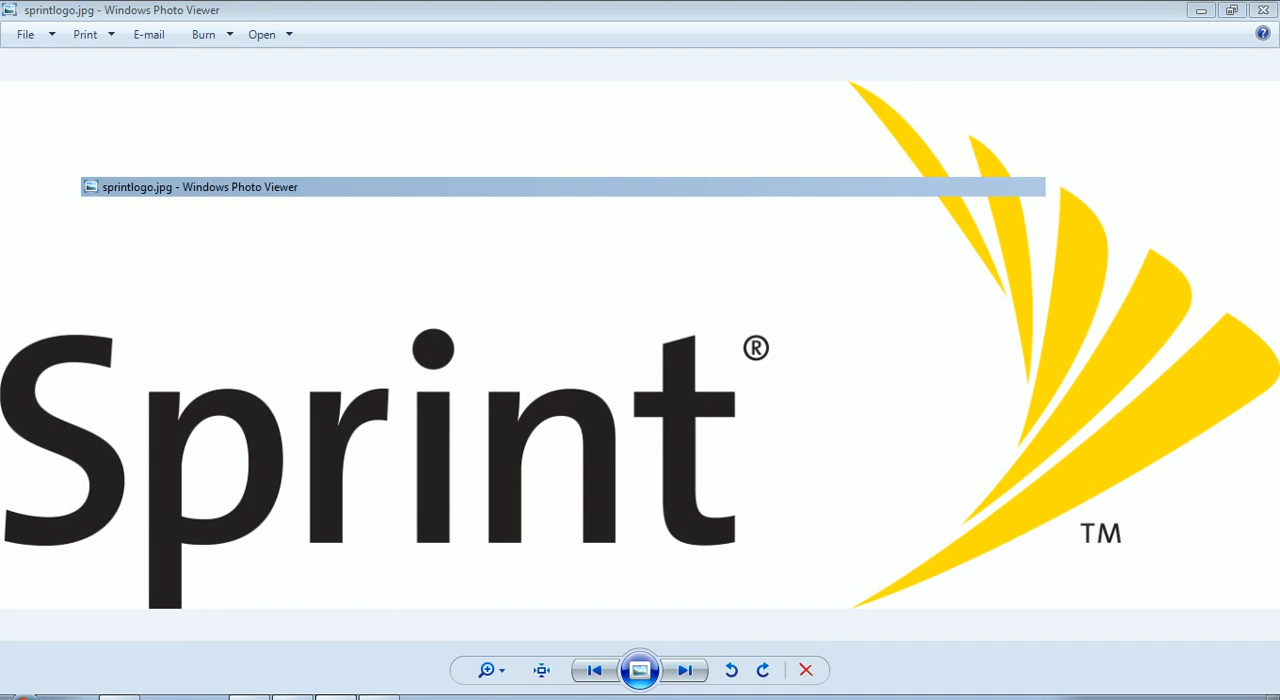 sprintlogo.jpg - Windows Photo Viewer
File Print E-mail Burn Open
sprintlogo.jpg - Windows Photo Viewer
Sprint®
TM